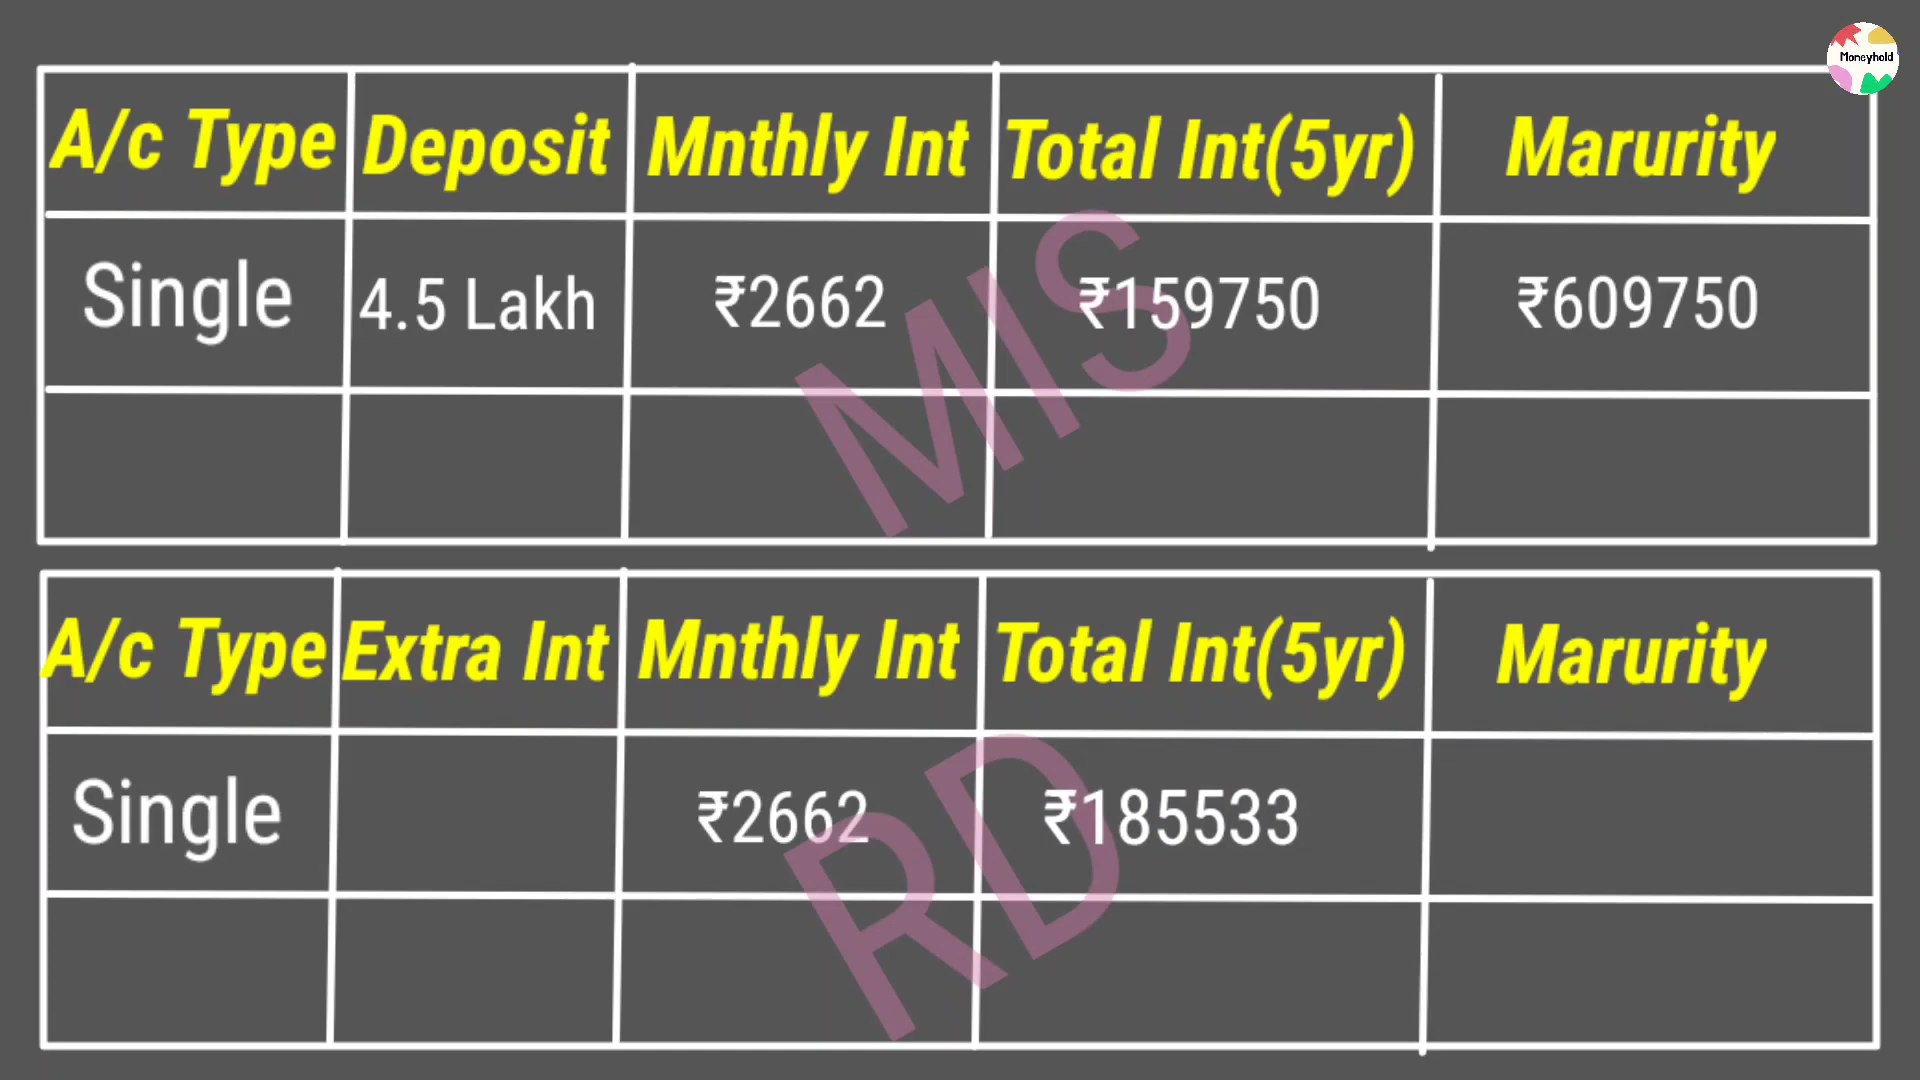 Moneyhold
A/c Type Deposit Mnthly Int Total Int(5yr) Marurity
Single 4.5 Lakh ₹2662 ₹159750 ₹609750
MIS
A/c Type Extra Int Mnthly Int Total Int(5yr) Marurity
Single ₹2662 ₹185533
RD